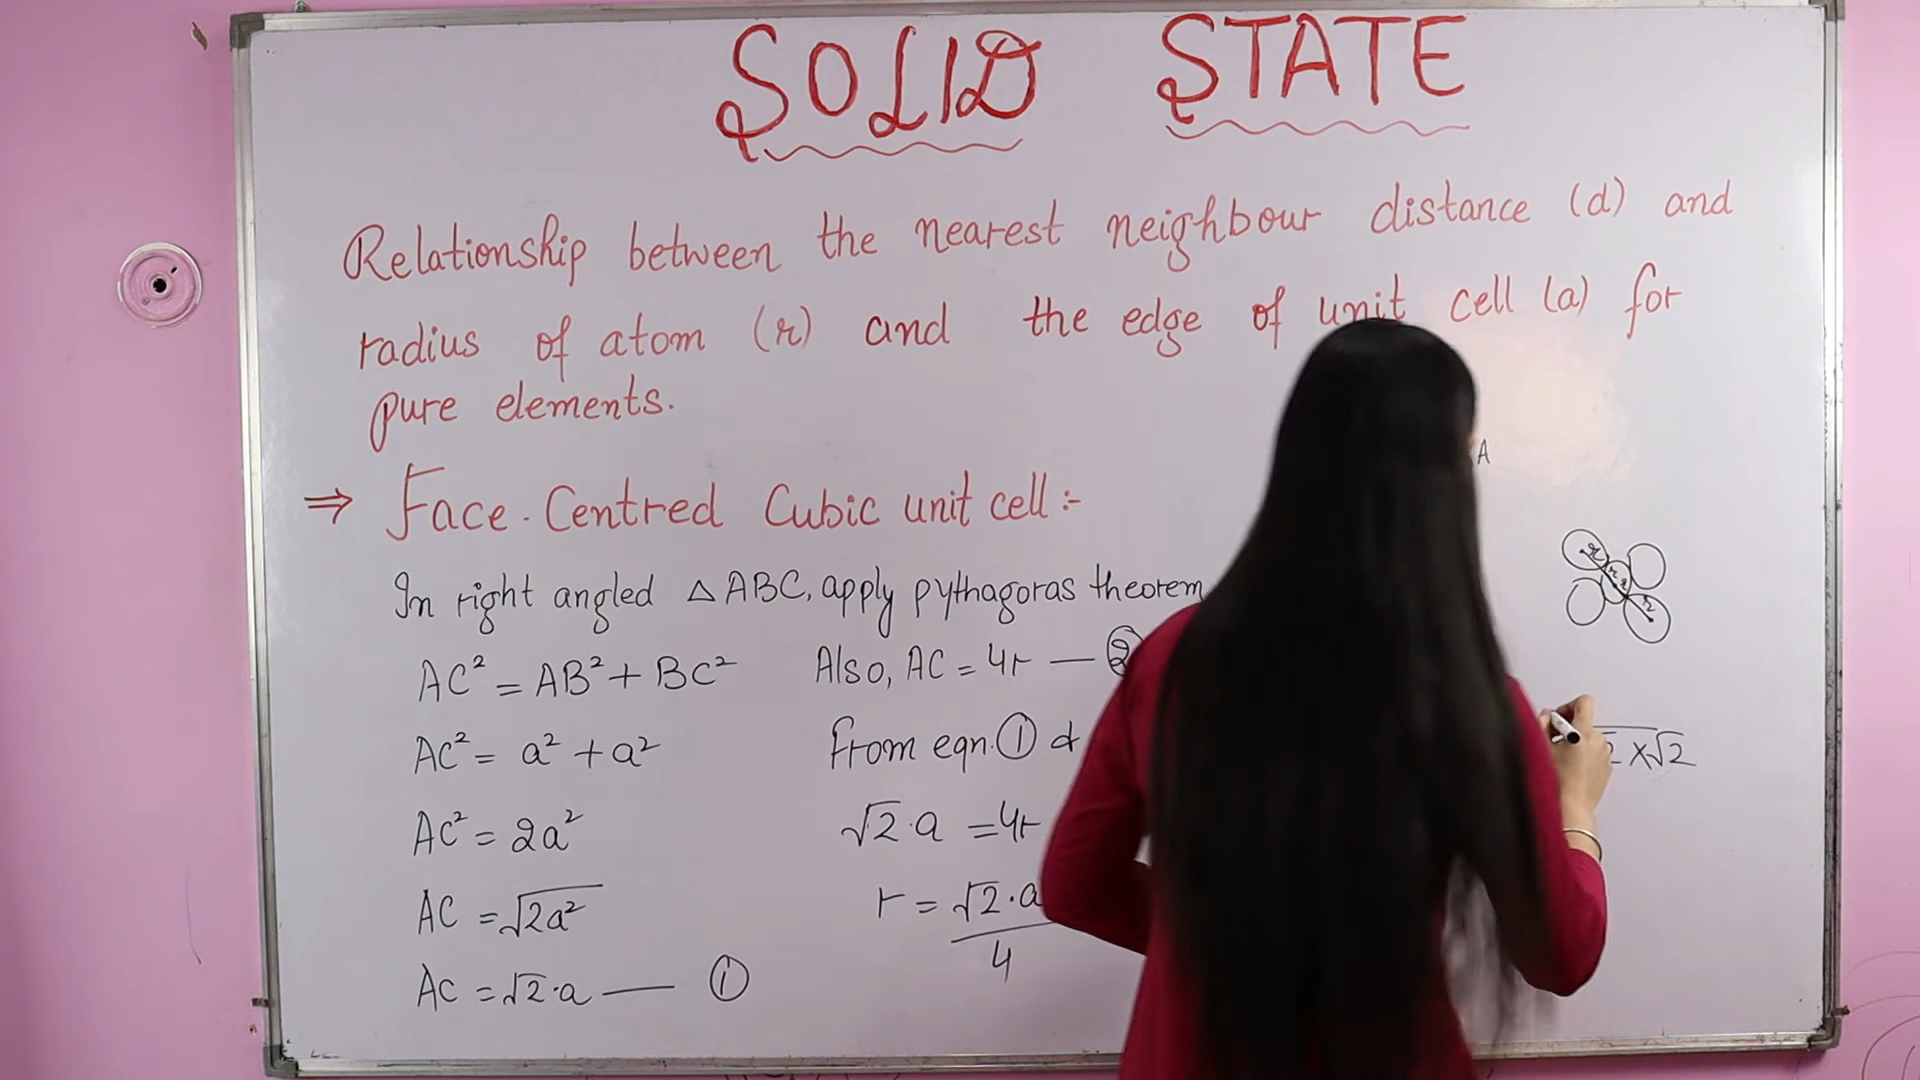 SOLID STATE
Relationship between the nearest neighbour distance (d) and
radius of atom (r) and the edge of unit cell (a) for
pure elements.
⇒ Face-Centred Cubic unit cell :-
In right angled △ABC, apply pythagoras theorem
AC² = AB² + BC²
AC² = a² + a²
AC² = 2a²
AC = √2a²
AC = √2·a — ①
Also, AC = 4r — ②
From eqn. ① &
√2·a = 4r
r = √2·a
4
A
r r r r
2 × √2